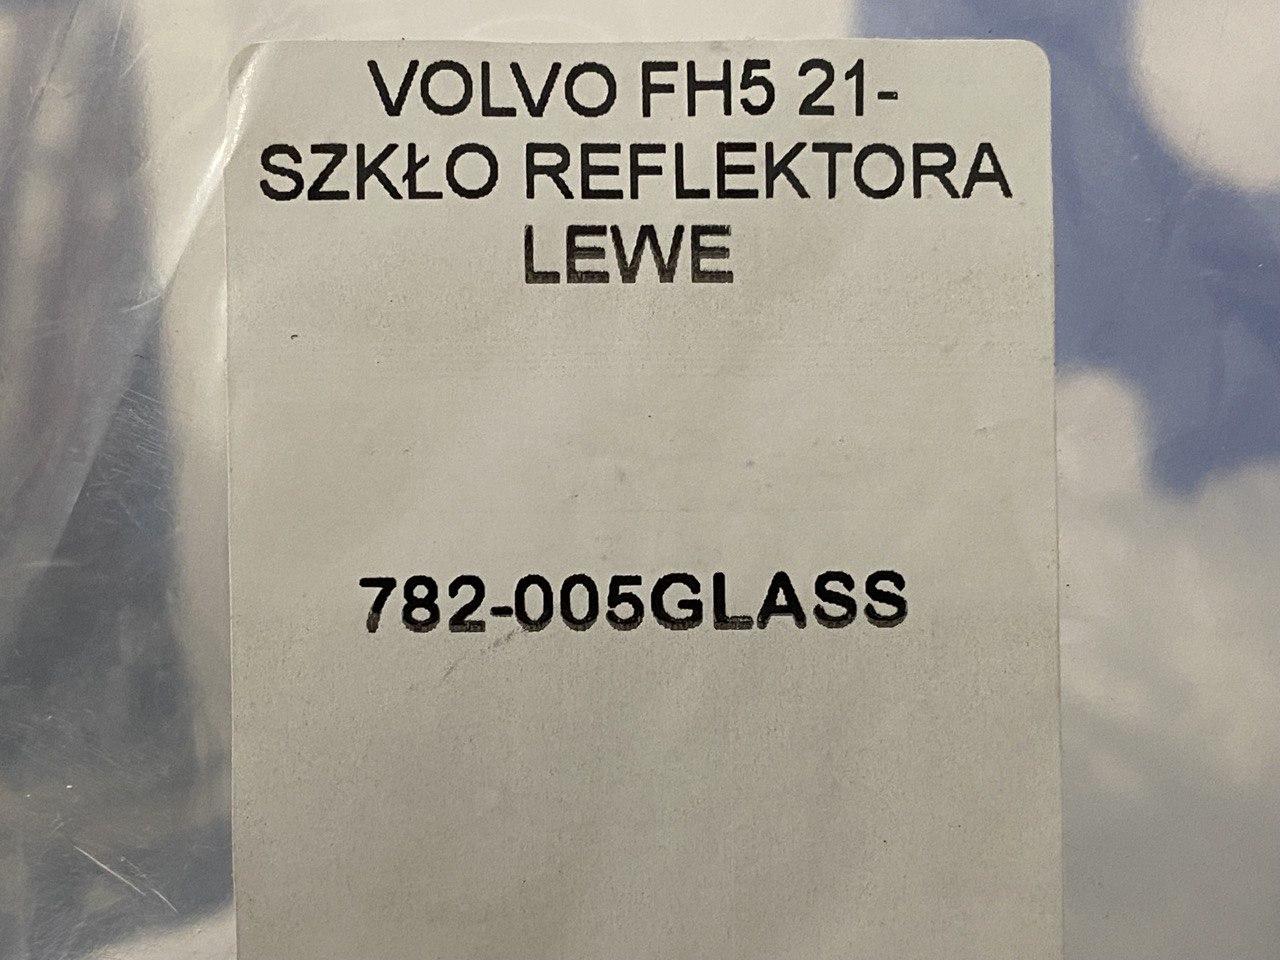 VOLVO FH5 21-
SZKŁO REFLEKTORA
LEWE
782-005GLASS